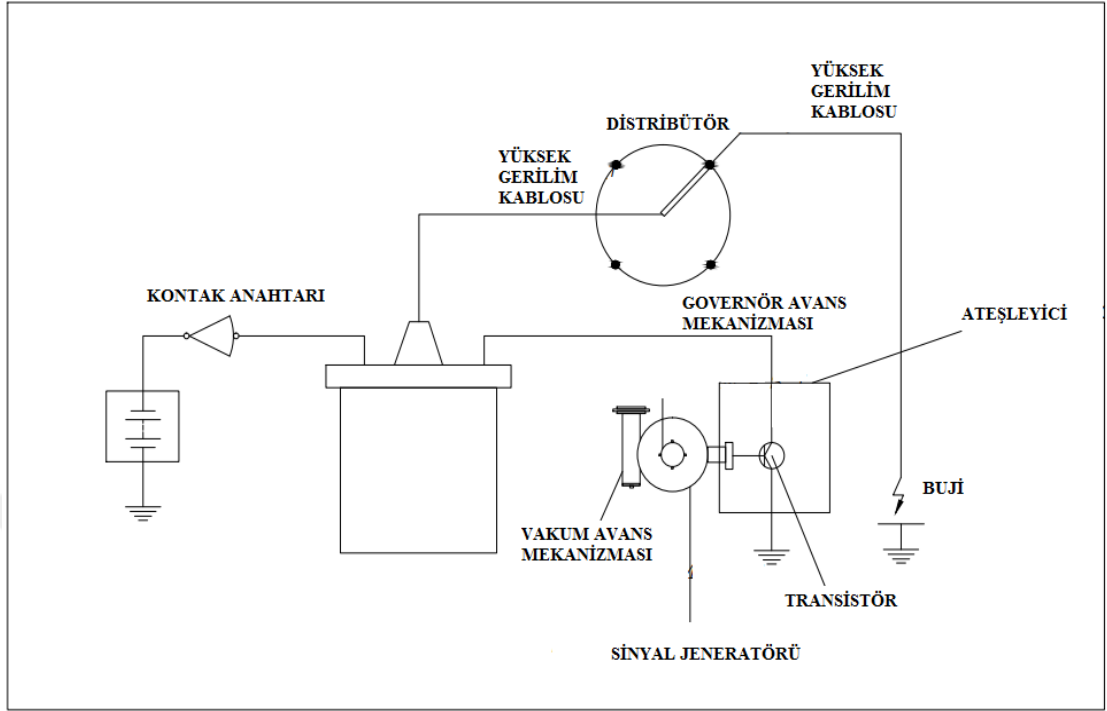 YÜKSEK
GERİLİM
KABLOSU
DİSTRİBÜTÖR
YÜKSEK
GERİLİM
KABLOSU
KONTAK ANAHTARI
GOVERNÖR AVANS
MEKANİZMASI
ATEŞLEYİCİ
BUJİ
VAKUM AVANS
MEKANİZMASI
TRANSİSTÖR
SİNYAL JENERATÖRÜ